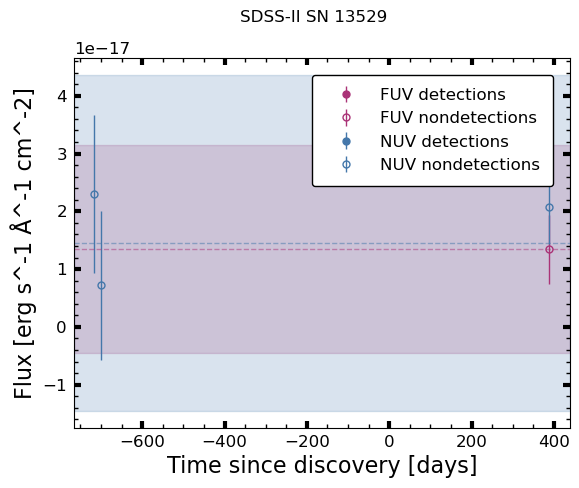 SDSS-II SN 13529
1e−17
FUV detections
FUV nondetections
NUV detections
NUV nondetections
4
3
2
1
0
−1
Flux [erg s^-1 Å^-1 cm^-2]
−600
−400
−200
0
200
400
Time since discovery [days]